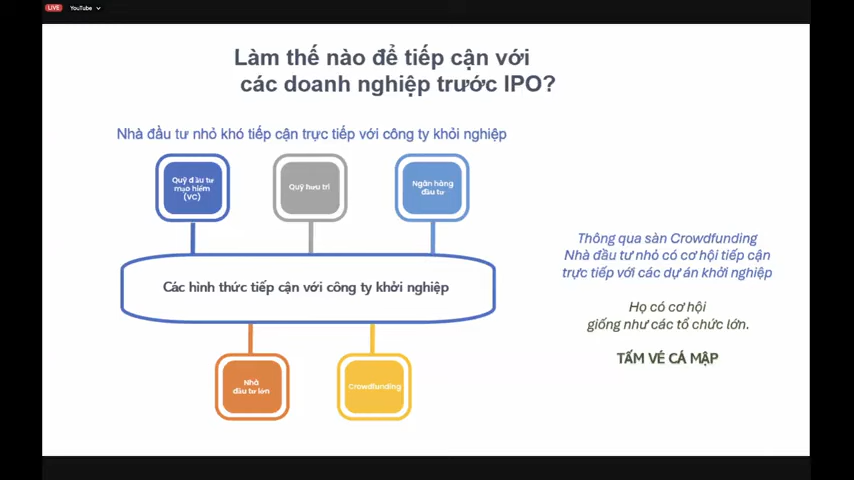 LIVE YouTube
Làm thế nào để tiếp cận với
các doanh nghiệp trước IPO?
Nhà đầu tư nhỏ khó tiếp cận trực tiếp với công ty khởi nghiệp
Quỹ đầu tư
mạo hiểm
(VC)
Quỹ hưu trí
Ngân hàng
đầu tư
Các hình thức tiếp cận với công ty khởi nghiệp
Nhà
đầu tư lớn
Crowdfunding
Thông qua sàn Crowdfunding
Nhà đầu tư nhỏ có cơ hội tiếp cận
trực tiếp với các dự án khởi nghiệp
Họ có cơ hội
giống như các tổ chức lớn.
TẤM VÉ CÁ MẬP